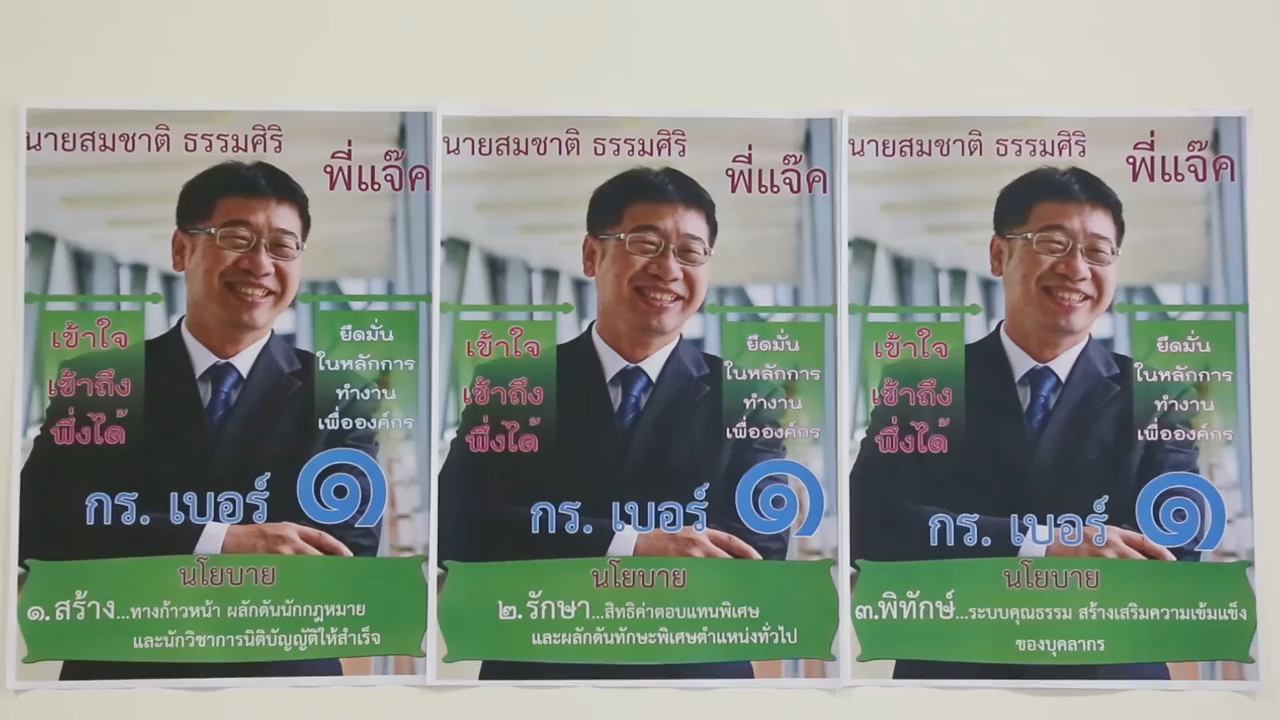 นายสมชาติ ธรรมศิริ
พี่แจ๊ค
เข้าใจ
เข้าถึง
พึ่งได้
ยึดมั่น
ในหลักการ
ทำงาน
เพื่อองค์กร
กร. เบอร์ ๑
นโยบาย
๑. สร้าง...ทางก้าวหน้า ผลักดันนักกฎหมาย
และนักวิชาการนิติบัญญัติให้สำเร็จ
นายสมชาติ ธรรมศิริ
พี่แจ๊ค
เข้าใจ
เข้าถึง
พึ่งได้
ยึดมั่น
ในหลักการ
ทำงาน
เพื่อองค์กร
กร. เบอร์ ๑
นโยบาย
๒. รักษา...สิทธิค่าตอบแทนพิเศษ
และผลักดันทักษะพิเศษตำแหน่งทั่วไป
นายสมชาติ ธรรมศิริ
พี่แจ๊ค
เข้าใจ
เข้าถึง
พึ่งได้
ยึดมั่น
ในหลักการ
ทำงาน
เพื่อองค์กร
กร. เบอร์ ๑
นโยบาย
๓.พิทักษ์...ระบบคุณธรรม สร้างเสริมความเข้มแข็ง
ของบุคลากร